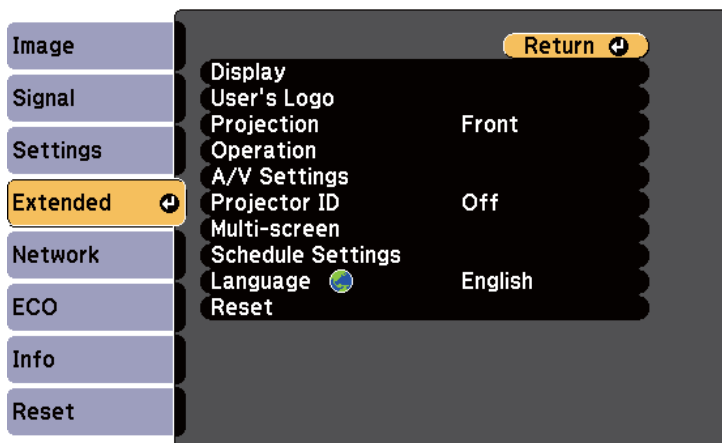 Image
Signal
Settings
Extended
Network
ECO
Info
Reset
Return
Display
User's Logo
Projection Front
Operation
A/V Settings
Projector ID Off
Multi-screen
Schedule Settings
Language English
Reset